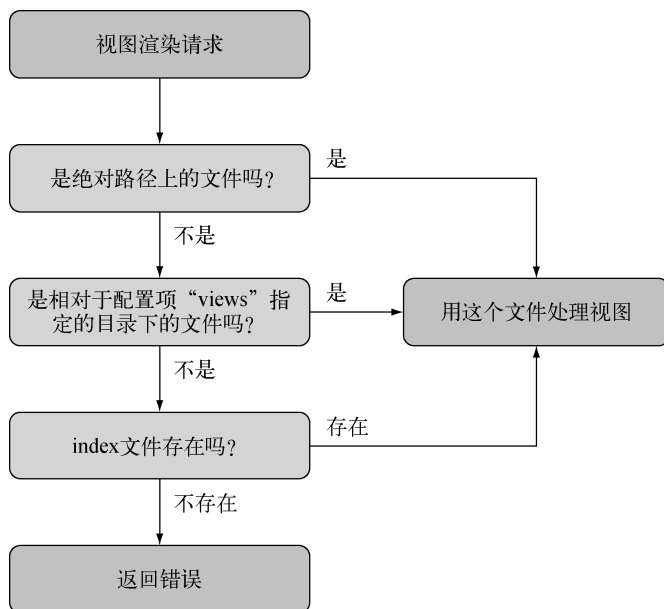 视图渲染请求
是绝对路径上的文件吗？
是
不是
是相对于配置项“views”指
定的目录下的文件吗？
是
用这个文件处理视图
不是
index文件存在吗？
存在
不存在
返回错误